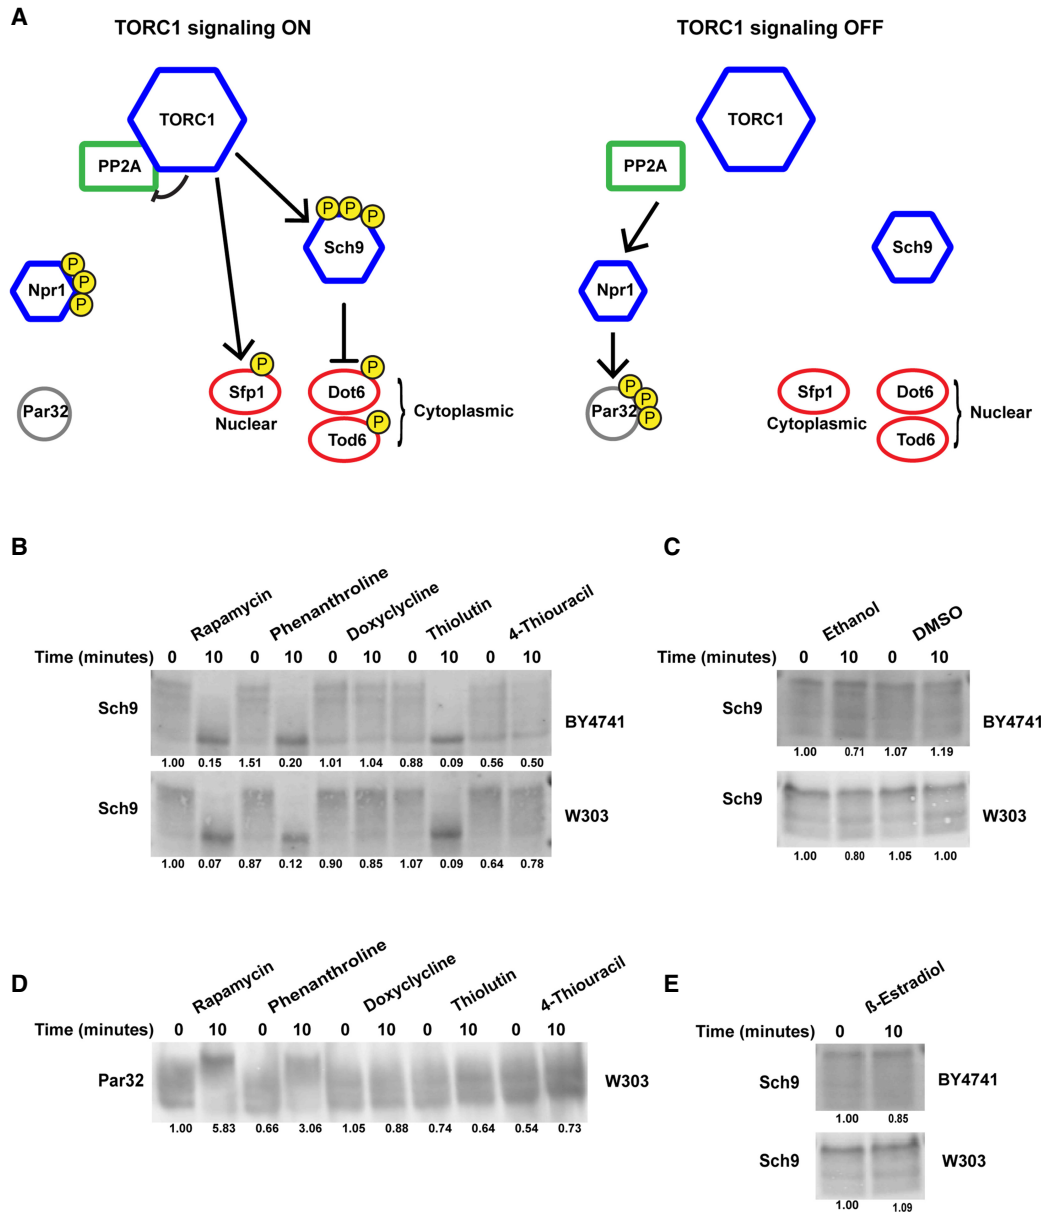 A
TORC1 signaling ON
TORC1 signaling OFF
TORC1
TORC1
PP2A
PP2A
P P P
Sch9
Sch9
P
P
P
Npr1
Npr1
P
P
Sfp1
Dot6
P
Tod6
Nuclear
Cytoplasmic
Par32
P
P
P
Par32
Sfp1
Cytoplasmic
Dot6
Tod6
Nuclear
B
Rapamycin Phenanthroline Doxyclycline Thiolutin 4-Thiouracil
Time (minutes) 0 10 0 10 0 10 0 10 0 10
Sch9 BY4741
1.00 0.15 1.51 0.20 1.01 1.04 0.88 0.09 0.56 0.50
Sch9 W303
1.00 0.07 0.87 0.12 0.90 0.85 1.07 0.09 0.64 0.78
C
Ethanol DMSO
Time (minutes) 0 10 0 10
Sch9 BY4741
1.00 0.71 1.07 1.19
Sch9 W303
1.00 0.80 1.05 1.00
D
Rapamycin Phenanthroline Doxyclycline Thiolutin 4-Thiouracil
Time (minutes) 0 10 0 10 0 10 0 10 0 10
Par32 W303
1.00 5.83 0.66 3.06 1.05 0.88 0.74 0.64 0.54 0.73
E
ß-Estradiol
Time (minutes) 0 10
Sch9 BY4741
1.00 0.85
Sch9 W303
1.00 1.09